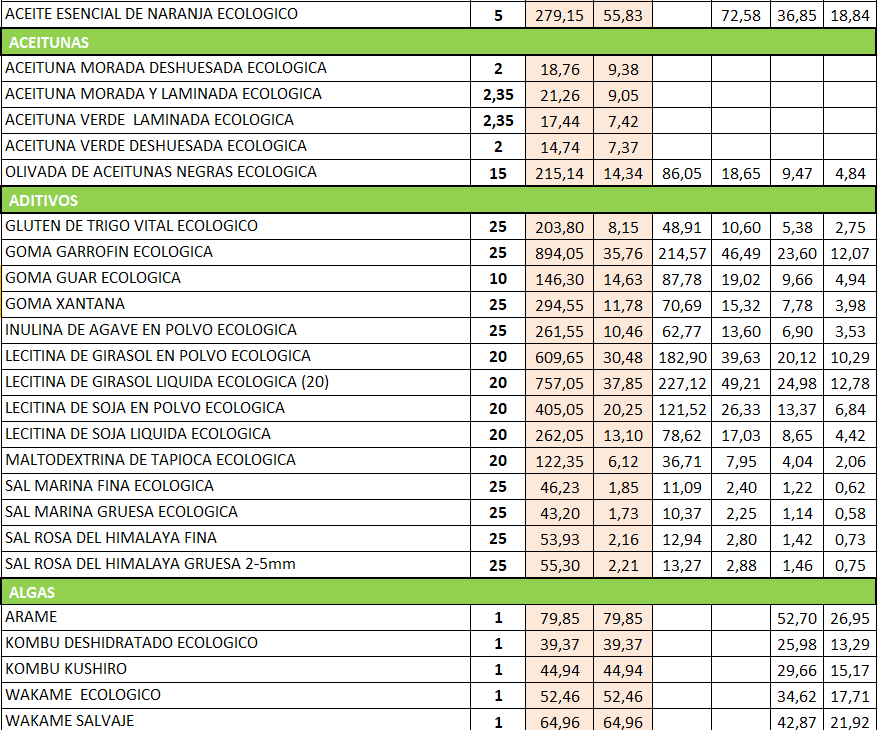 ACEITE ESENCIAL DE NARANJA ECOLOGICO 5 279,15 55,83 72,58 36,85 18,84
ACEITUNAS
ACEITUNA MORADA DESHUESADA ECOLOGICA 2 18,76 9,38
ACEITUNA MORADA Y LAMINADA ECOLOGICA 2,35 21,26 9,05
ACEITUNA VERDE  LAMINADA ECOLOGICA 2,35 17,44 7,42
ACEITUNA VERDE DESHUESADA ECOLOGICA 2 14,74 7,37
OLIVADA DE ACEITUNAS NEGRAS ECOLOGICA 15 215,14 14,34 86,05 18,65 9,47 4,84
ADITIVOS
GLUTEN DE TRIGO VITAL ECOLOGICO 25 203,80 8,15 48,91 10,60 5,38 2,75
GOMA GARROFIN ECOLOGICA 25 894,05 35,76 214,57 46,49 23,60 12,07
GOMA GUAR ECOLOGICA 10 146,30 14,63 87,78 19,02 9,66 4,94
GOMA XANTANA 25 294,55 11,78 70,69 15,32 7,78 3,98
INULINA DE AGAVE EN POLVO ECOLOGICA 25 261,55 10,46 62,77 13,60 6,90 3,53
LECITINA DE GIRASOL EN POLVO ECOLOGICA 20 609,65 30,48 182,90 39,63 20,12 10,29
LECITINA DE GIRASOL LIQUIDA ECOLOGICA (20) 20 757,05 37,85 227,12 49,21 24,98 12,78
LECITINA DE SOJA EN POLVO ECOLOGICA 20 405,05 20,25 121,52 26,33 13,37 6,84
LECITINA DE SOJA LIQUIDA ECOLOGICA 20 262,05 13,10 78,62 17,03 8,65 4,42
MALTODEXTRINA DE TAPIOCA ECOLOGICA 20 122,35 6,12 36,71 7,95 4,04 2,06
SAL MARINA FINA ECOLOGICA 25 46,23 1,85 11,09 2,40 1,22 0,62
SAL MARINA GRUESA ECOLOGICA 25 43,20 1,73 10,37 2,25 1,14 0,58
SAL ROSA DEL HIMALAYA FINA 25 53,93 2,16 12,94 2,80 1,42 0,73
SAL ROSA DEL HIMALAYA GRUESA 2-5mm 25 55,30 2,21 13,27 2,88 1,46 0,75
ALGAS
ARAME 1 79,85 79,85 52,70 26,95
KOMBU DESHIDRATADO ECOLOGICO 1 39,37 39,37 25,98 13,29
KOMBU KUSHIRO 1 44,94 44,94 29,66 15,17
WAKAME  ECOLOGICO 1 52,46 52,46 34,62 17,71
WAKAME SALVAJE 1 64,96 64,96 42,87 21,92